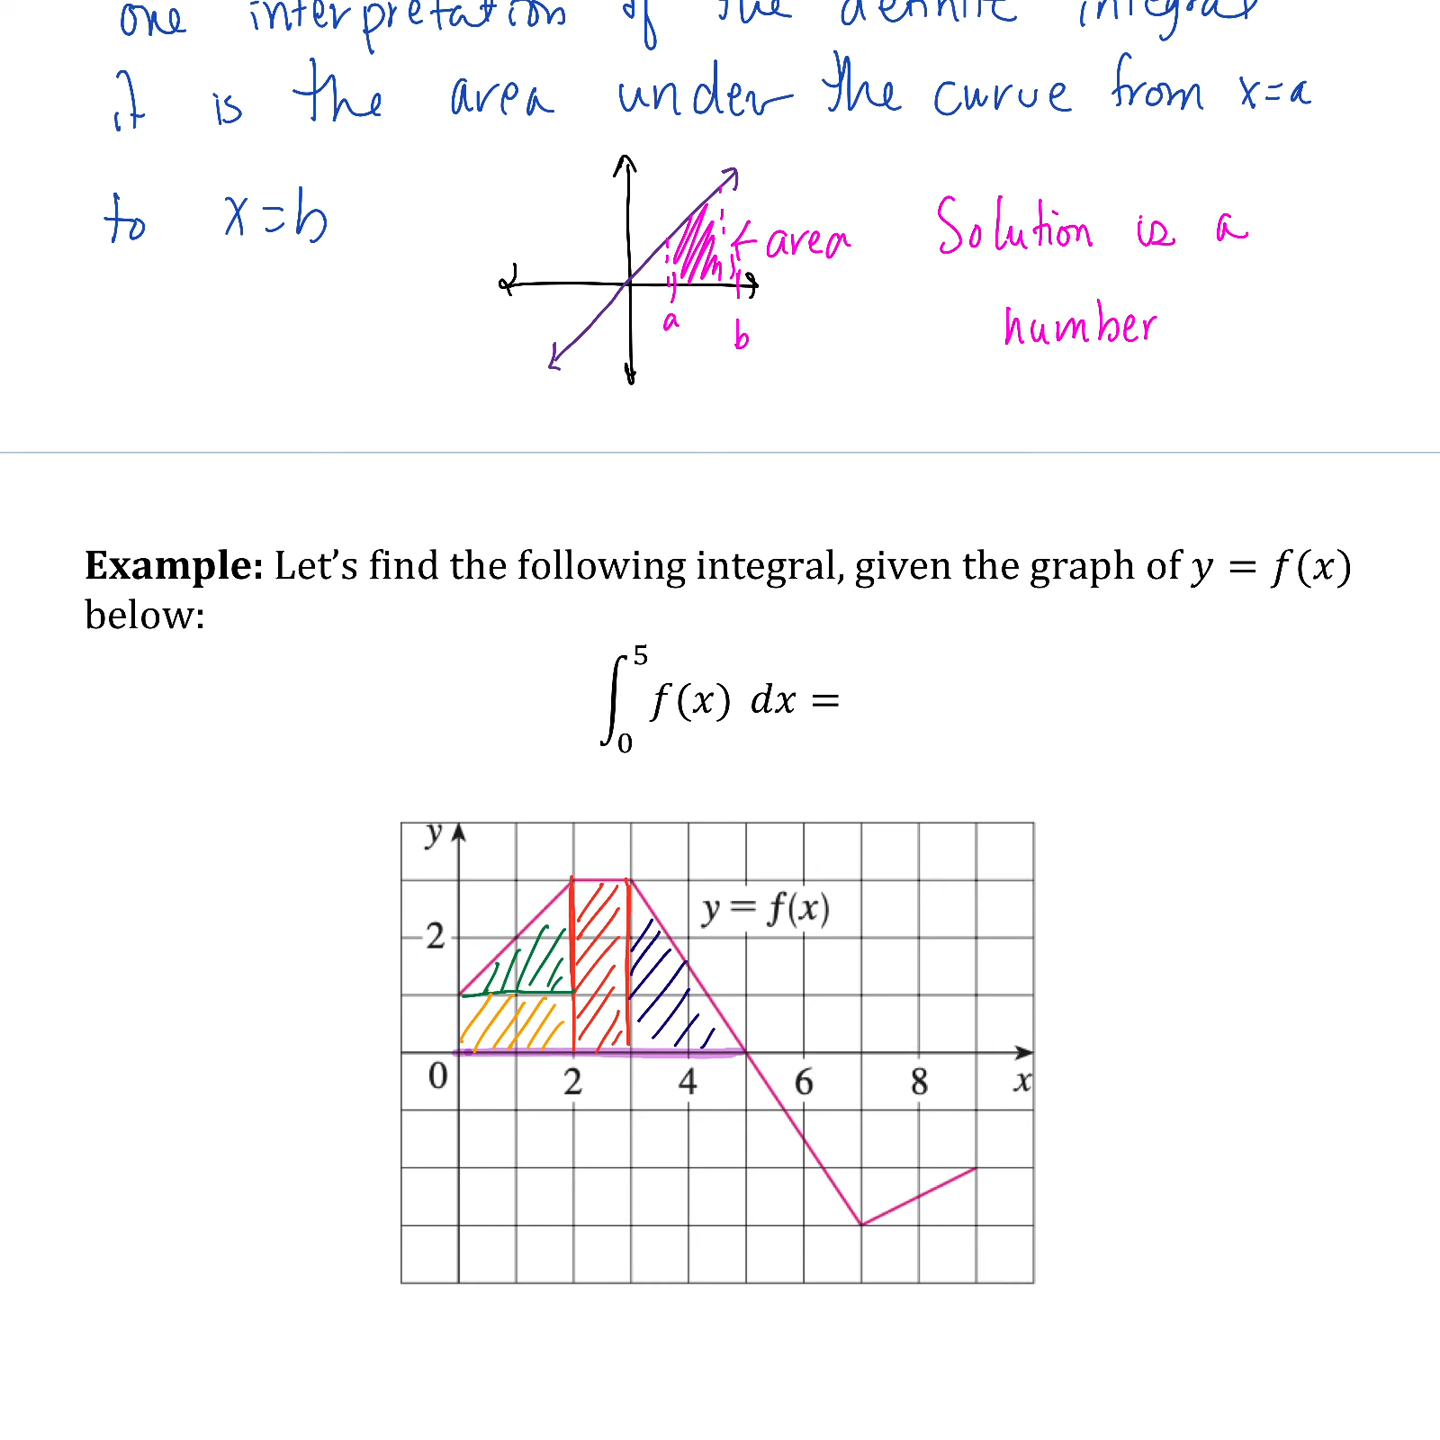 one interpretation of the definite integral
it is the area under the curve from x=a
to x=b
area
Solution is a
number
a
b
Example: Let’s find the following integral, given the graph of y = f(x)
below:
∫₀⁵ f(x) dx =
y
y = f(x)
2
0 2 4 6 8 x